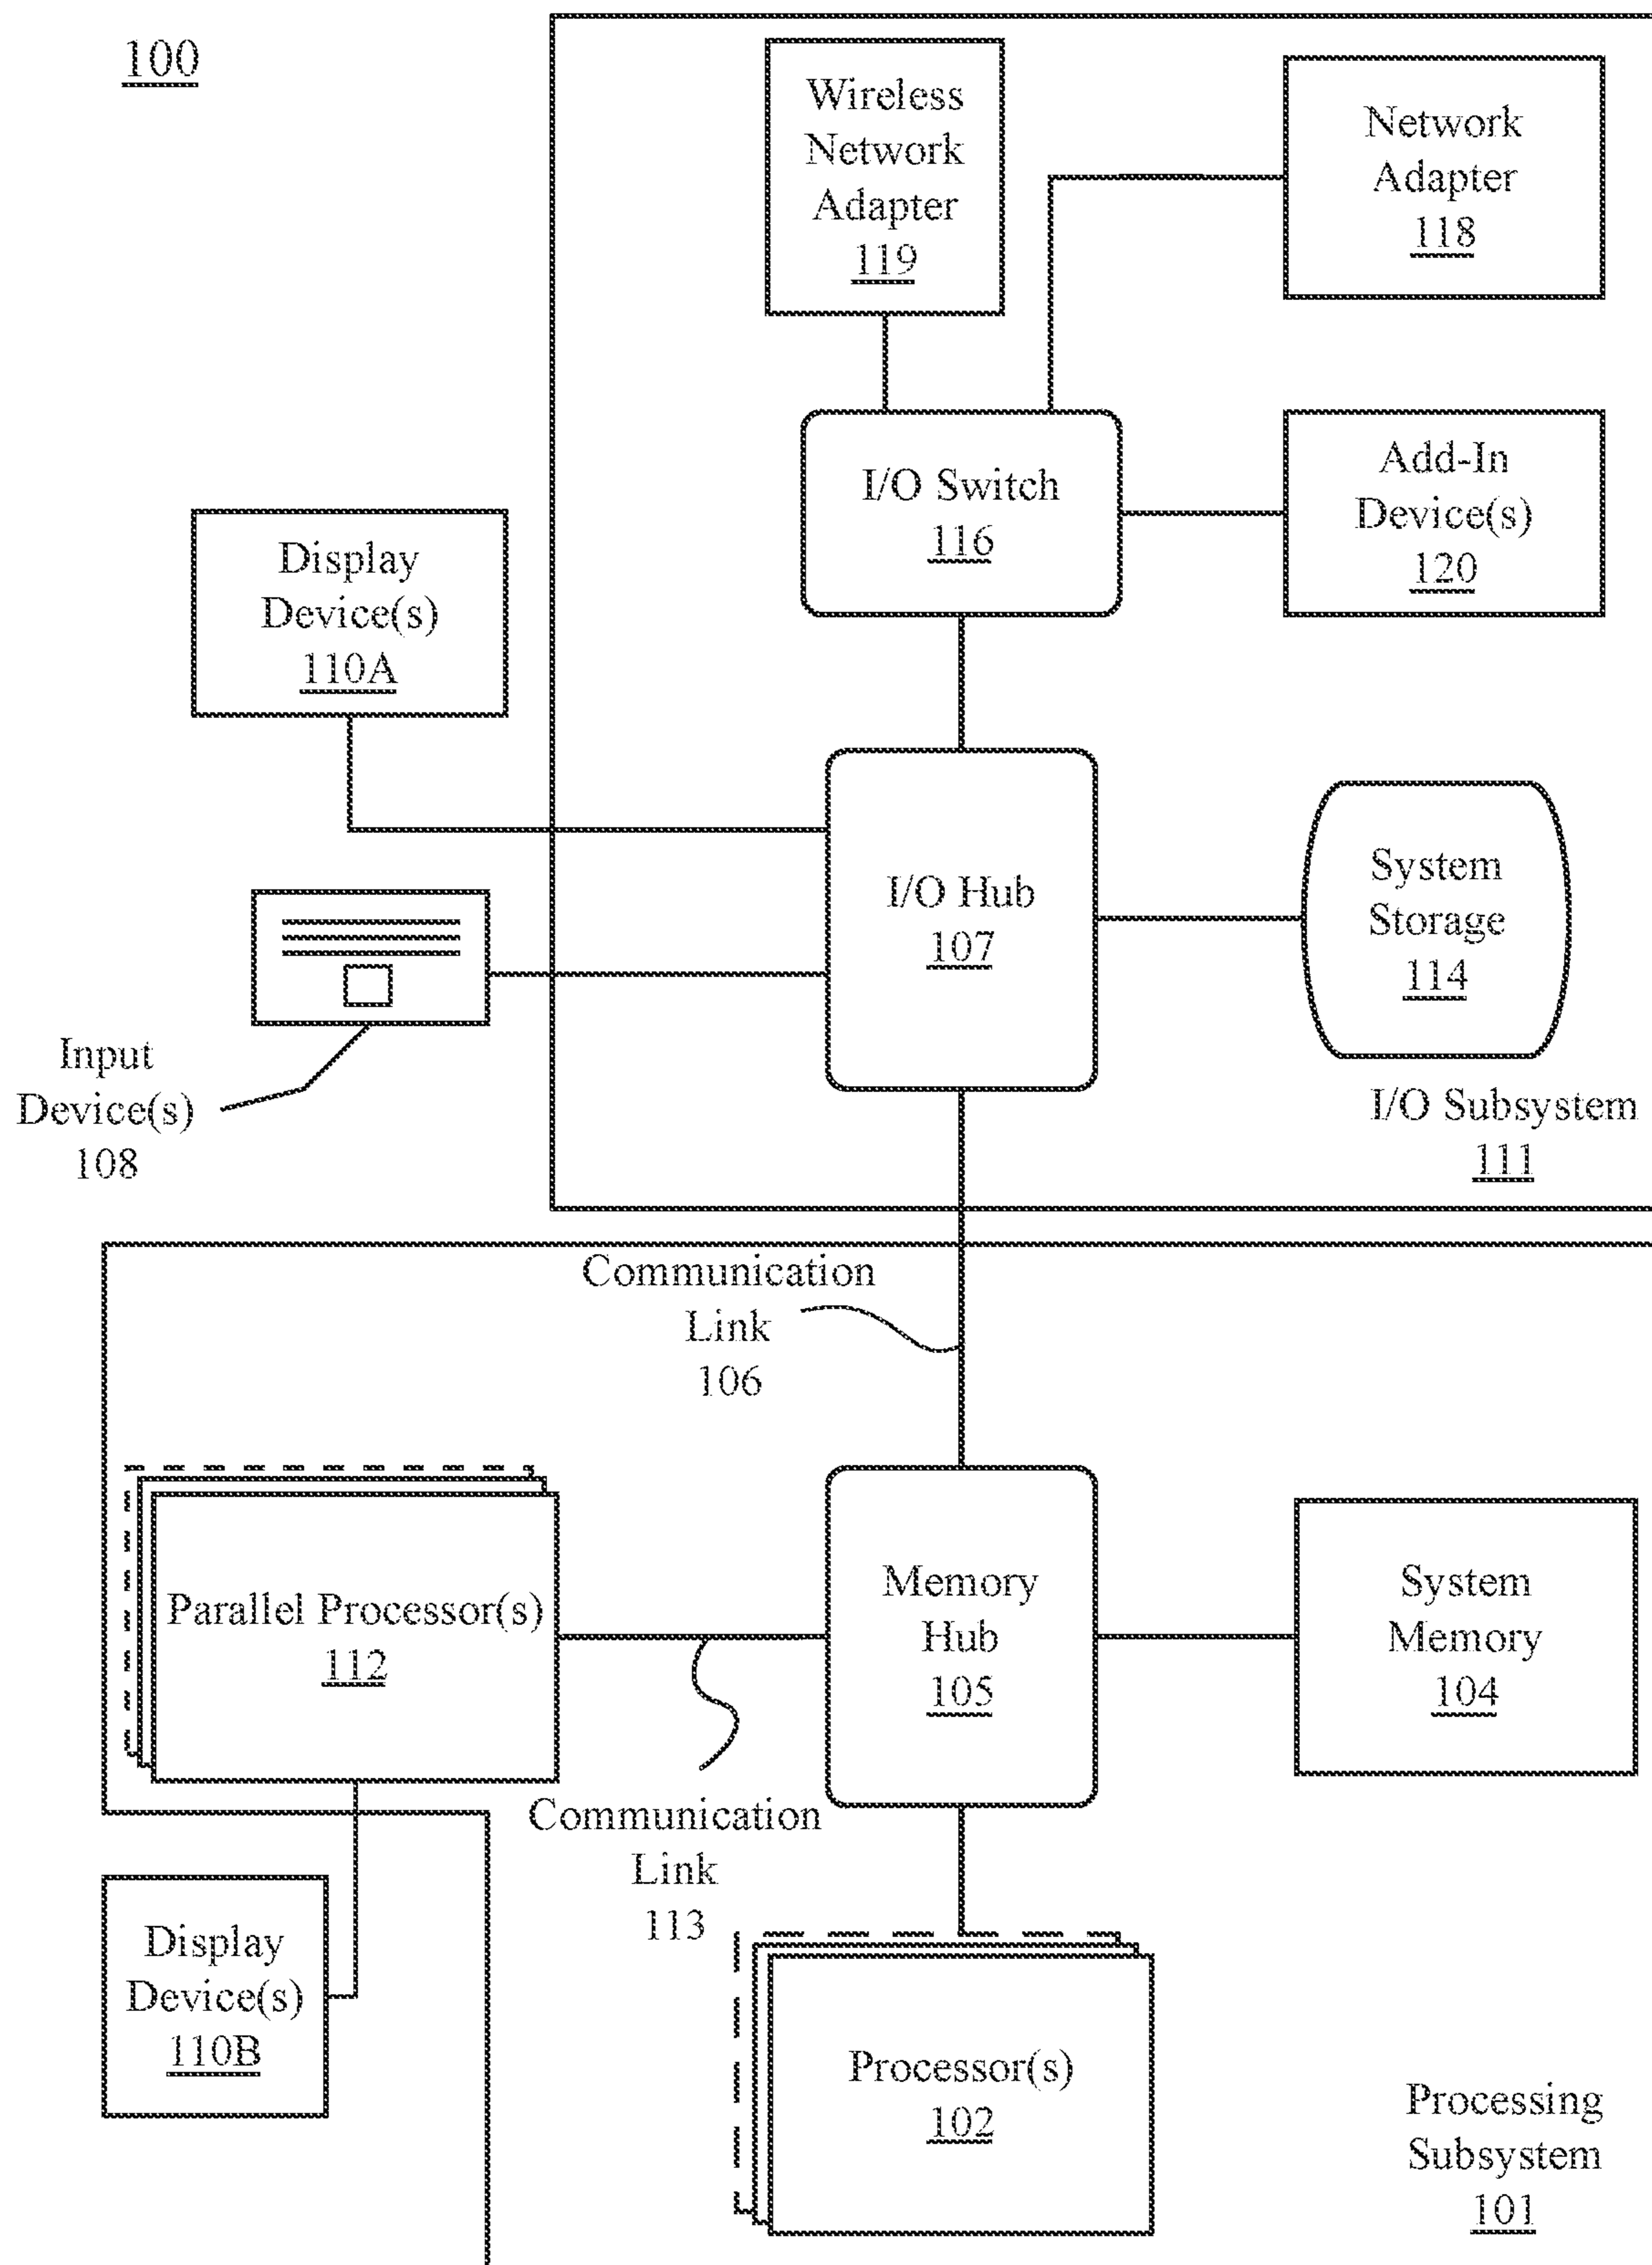 100
Wireless
Network
Adapter
119
Network
Adapter
118
I/O Switch
116
Add-In
Device(s)
120
Display
Device(s)
110A
I/O Hub
107
System
Storage
114
Input
Device(s)
108
I/O Subsystem
111
Communication
Link
106
Parallel Processor(s)
112
Memory
Hub
105
System
Memory
104
Communication
Link
113
Display
Device(s)
110B
Processor(s)
102
Processing
Subsystem
101